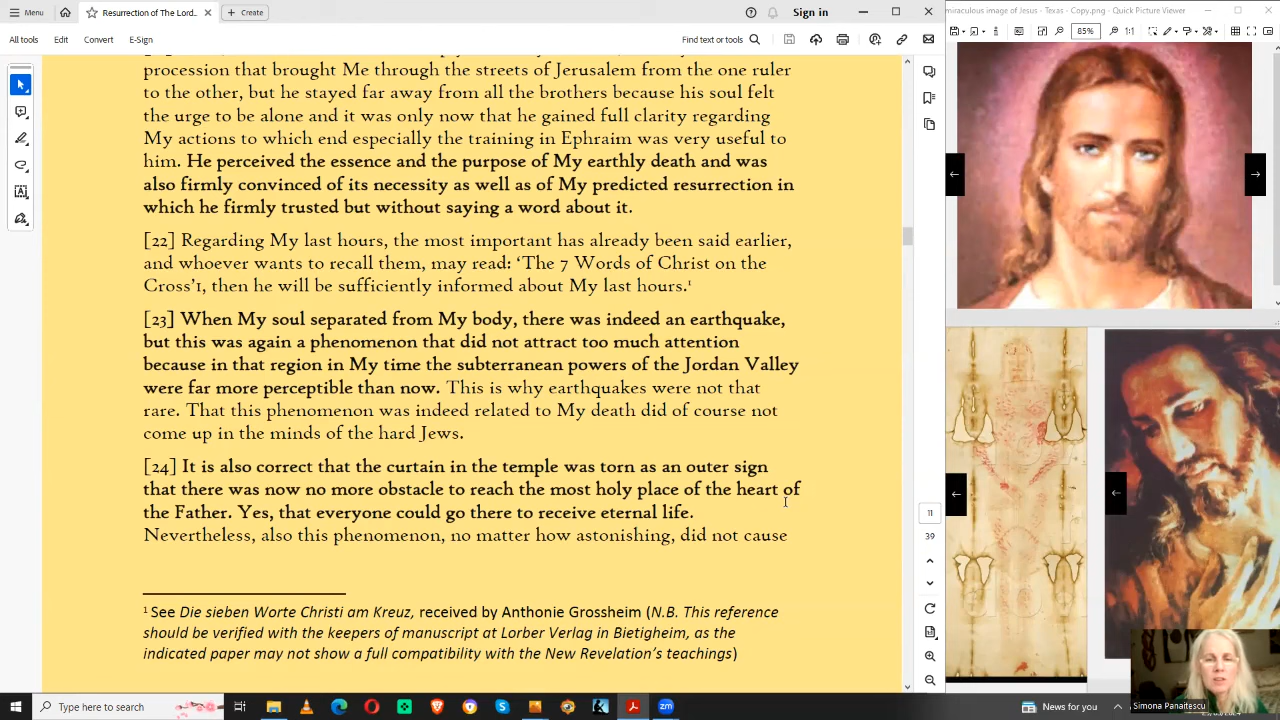 Menu
Resurrection of The Lord...
Create
Sign in
All tools
Edit
Convert
E-Sign
Find text or tools
miraculous image of Jesus - Texas - Copy.png - Quick Picture Viewer
85%
1:1
procession that brought Me through the streets of Jerusalem from the one ruler
to the other, but he stayed far away from all the brothers because his soul felt
the urge to be alone and it was only now that he gained full clarity regarding
My actions to which end especially the training in Ephraim was very useful to
him. He perceived the essence and the purpose of My earthly death and was
also firmly convinced of its necessity as well as of My predicted resurrection in
which he firmly trusted but without saying a word about it.
[22] Regarding My last hours, the most important has already been said earlier,
and whoever wants to recall them, may read: ‘The 7 Words of Christ on the
Cross’1, then he will be sufficiently informed about My last hours.¹
[23] When My soul separated from My body, there was indeed an earthquake,
but this was again a phenomenon that did not attract too much attention
because in that region in My time the subterranean powers of the Jordan Valley
were far more perceptible than now. This is why earthquakes were not that
rare. That this phenomenon was indeed related to My death did of course not
come up in the minds of the hard Jews.
[24] It is also correct that the curtain in the temple was torn as an outer sign
that there was now no more obstacle to reach the most holy place of the heart of
the Father. Yes, that everyone could go there to receive eternal life.
Nevertheless, also this phenomenon, no matter how astonishing, did not cause
¹ See Die sieben Worte Christi am Kreuz, received by Anthonie Grossheim (N.B. This reference
should be verified with the keepers of manuscript at Lorber Verlag in Bietigheim, as the
indicated paper may not show a full compatibility with the New Revelation’s teachings)
11
39
Type here to search
zm
News for you
Simona Panaitescu